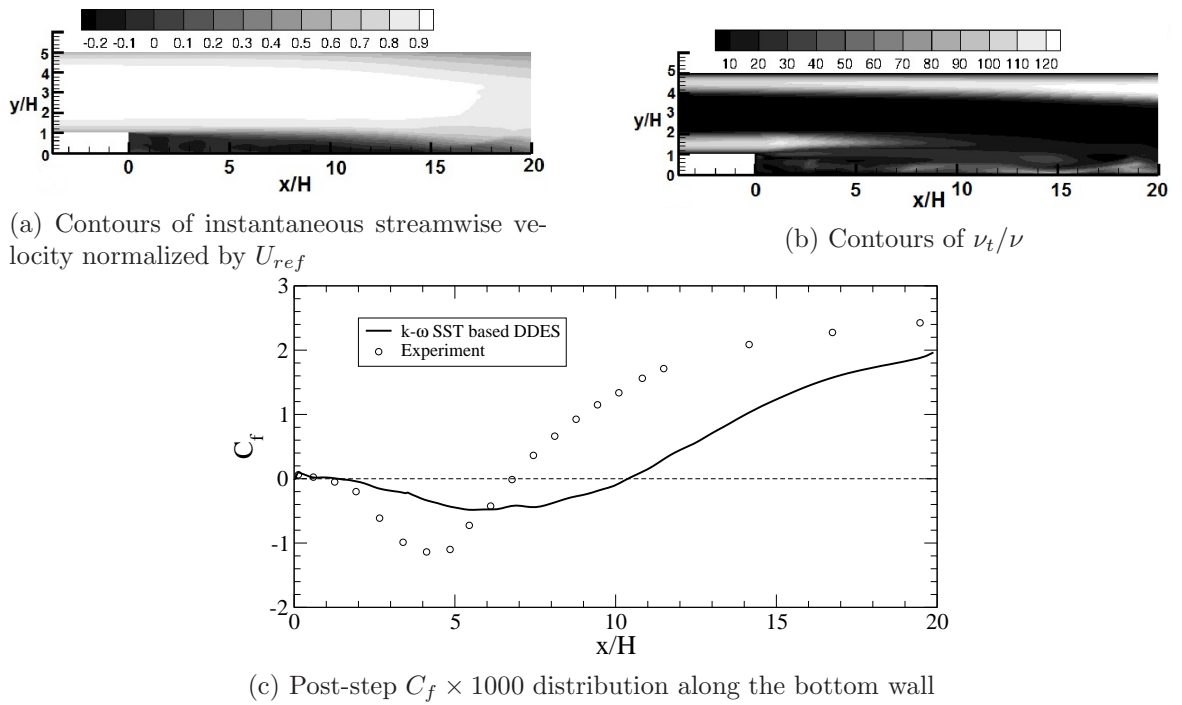 -0.2 -0.1 0 0.1 0.2 0.3 0.4 0.5 0.6 0.7 0.8 0.9
5
4
y/H 3
2
1
0
0 5 10 15 20
x/H
(a) Contours of instantaneous streamwise ve-
locity normalized by U_ref
10 20 30 40 50 60 70 80 90 100 110 120
5
4
y/H 3
2
1
0
0 5 10 15 20
x/H
(b) Contours of ν_t/ν
3
2
1
0
-1
-2
C_f
k-ω SST based DDES
Experiment
0 5 10 15 20
x/H
(c) Post-step C_f × 1000 distribution along the bottom wall